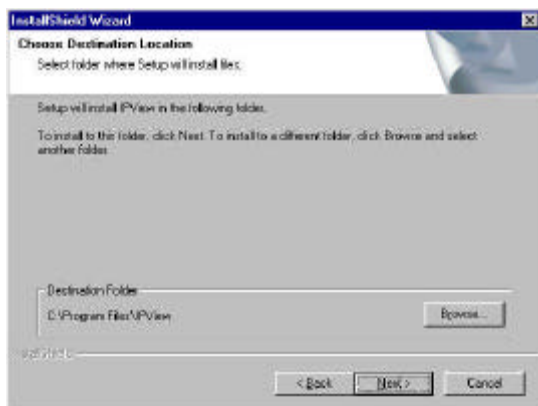 InstallShield Wizard
Choose Destination Location
Select folder where Setup will install files.
Setup will install IPView in the following folder.
To install to this folder, click Next. To install to a different folder, click Browse and select
another folder.
Destination Folder
C:\Program Files\IPView
Browse...
InstallShield
< Back
Next >
Cancel